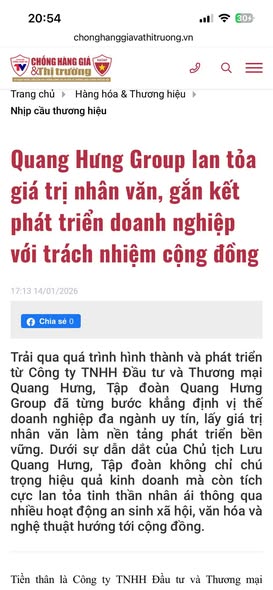 20:54
30+
chonghanggiavathitruong.vn
CHỐNG HÀNG GIẢ
TV &Thị trường
Trang chủ Hàng hóa & Thương hiệu
Nhịp cầu thương hiệu
Quang Hưng Group lan tỏa
giá trị nhân văn, gắn kết
phát triển doanh nghiệp
với trách nhiệm cộng đồng
17:13 14/01/2026
Chia sẻ 0
Trải qua quá trình hình thành và phát triển
từ Công ty TNHH Đầu tư và Thương mại
Quang Hưng, Tập đoàn Quang Hưng
Group đã từng bước khẳng định vị thế
doanh nghiệp đa ngành uy tín, lấy giá trị
nhân văn làm nền tảng phát triển bền
vững. Dưới sự dẫn dắt của Chủ tịch Lưu
Quang Hưng, Tập đoàn không chỉ chú
trọng hiệu quả kinh doanh mà còn tích
cực lan tỏa tinh thần nhân ái thông qua
nhiều hoạt động an sinh xã hội, văn hóa và
nghệ thuật hướng tới cộng đồng.
Tiền thân là Công ty TNHH Đầu tư và Thương mại